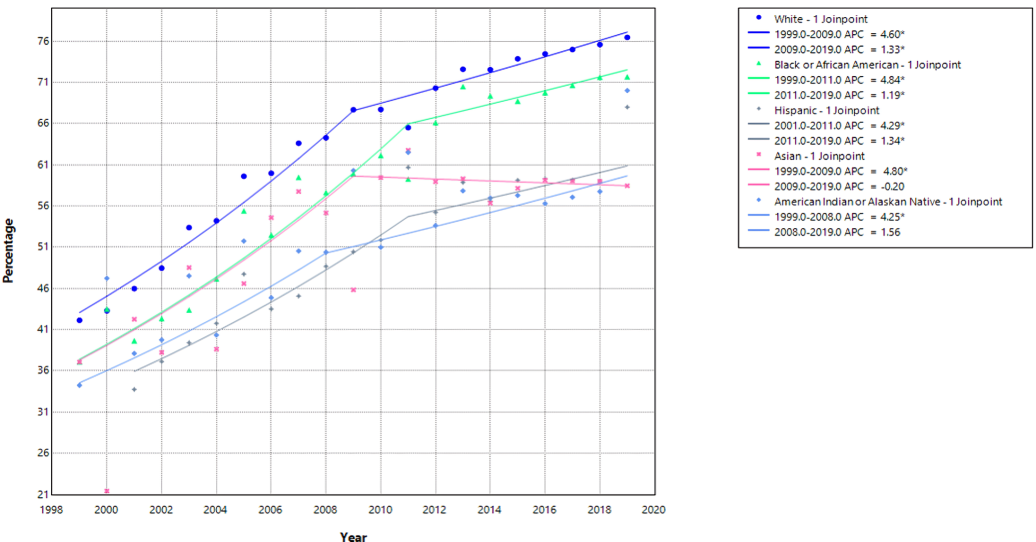 76
71
66
61
56
51
46
41
36
31
26
21
Percentage
1998 2000 2002 2004 2006 2008 2010 2012 2014 2016 2018 2020
Year
White - 1 Joinpoint
1999.0-2009.0 APC = 4.60*
2009.0-2019.0 APC = 1.33*
Black or African American - 1 Joinpoint
1999.0-2011.0 APC = 4.84*
2011.0-2019.0 APC = 1.19*
Hispanic - 1 Joinpoint
2001.0-2011.0 APC = 4.29*
2011.0-2019.0 APC = 1.34*
Asian - 1 Joinpoint
1999.0-2009.0 APC = 4.80*
2009.0-2019.0 APC = -0.20
American Indian or Alaskan Native - 1 Joinpoint
1999.0-2008.0 APC = 4.25*
2008.0-2019.0 APC = 1.56